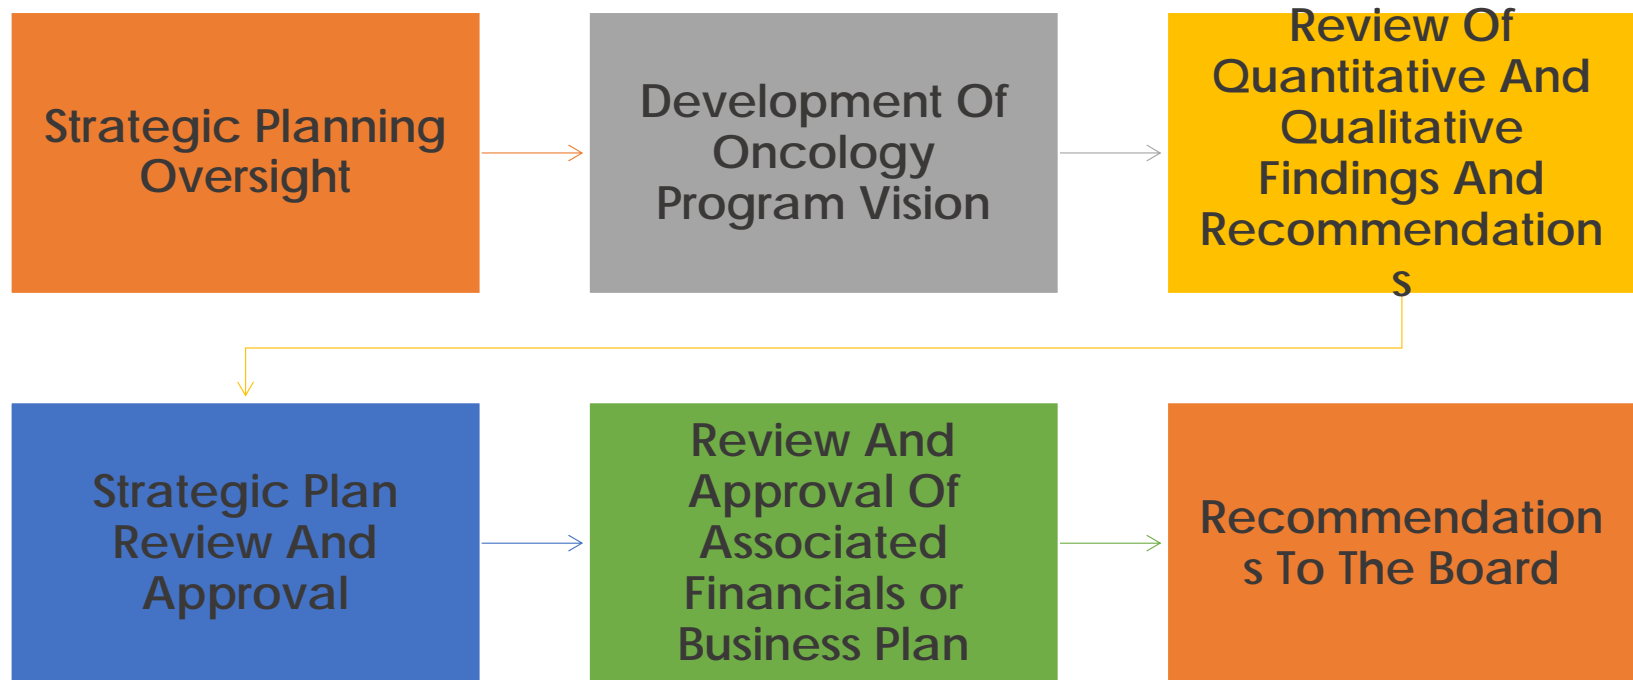 Strategic Planning
Oversight
Development Of
Oncology
Program Vision
Review Of
Quantitative And
Qualitative
Findings And
Recommendation
s
Strategic Plan
Review And
Approval
Review And
Approval Of
Associated
Financials or
Business Plan
Recommendation
s To The Board